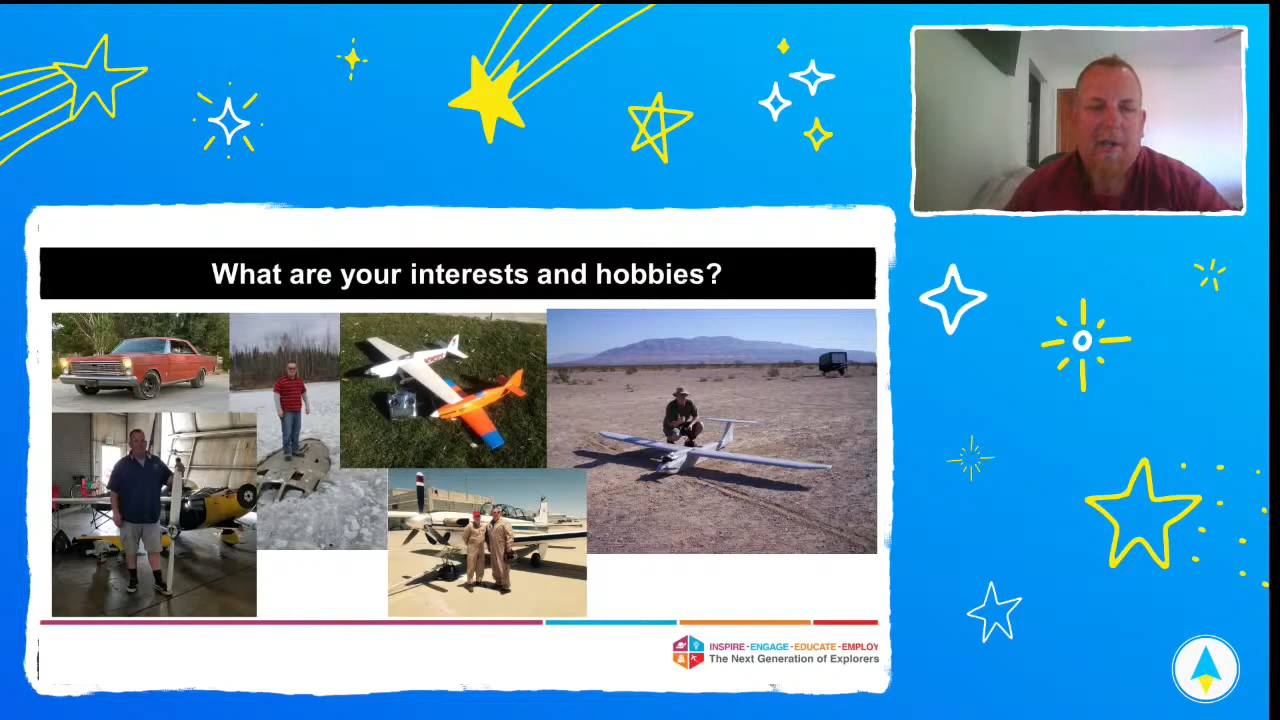 What are your interests and hobbies?
INSPIRE - ENGAGE - EDUCATE - EMPLOY
The Next Generation of Explorers